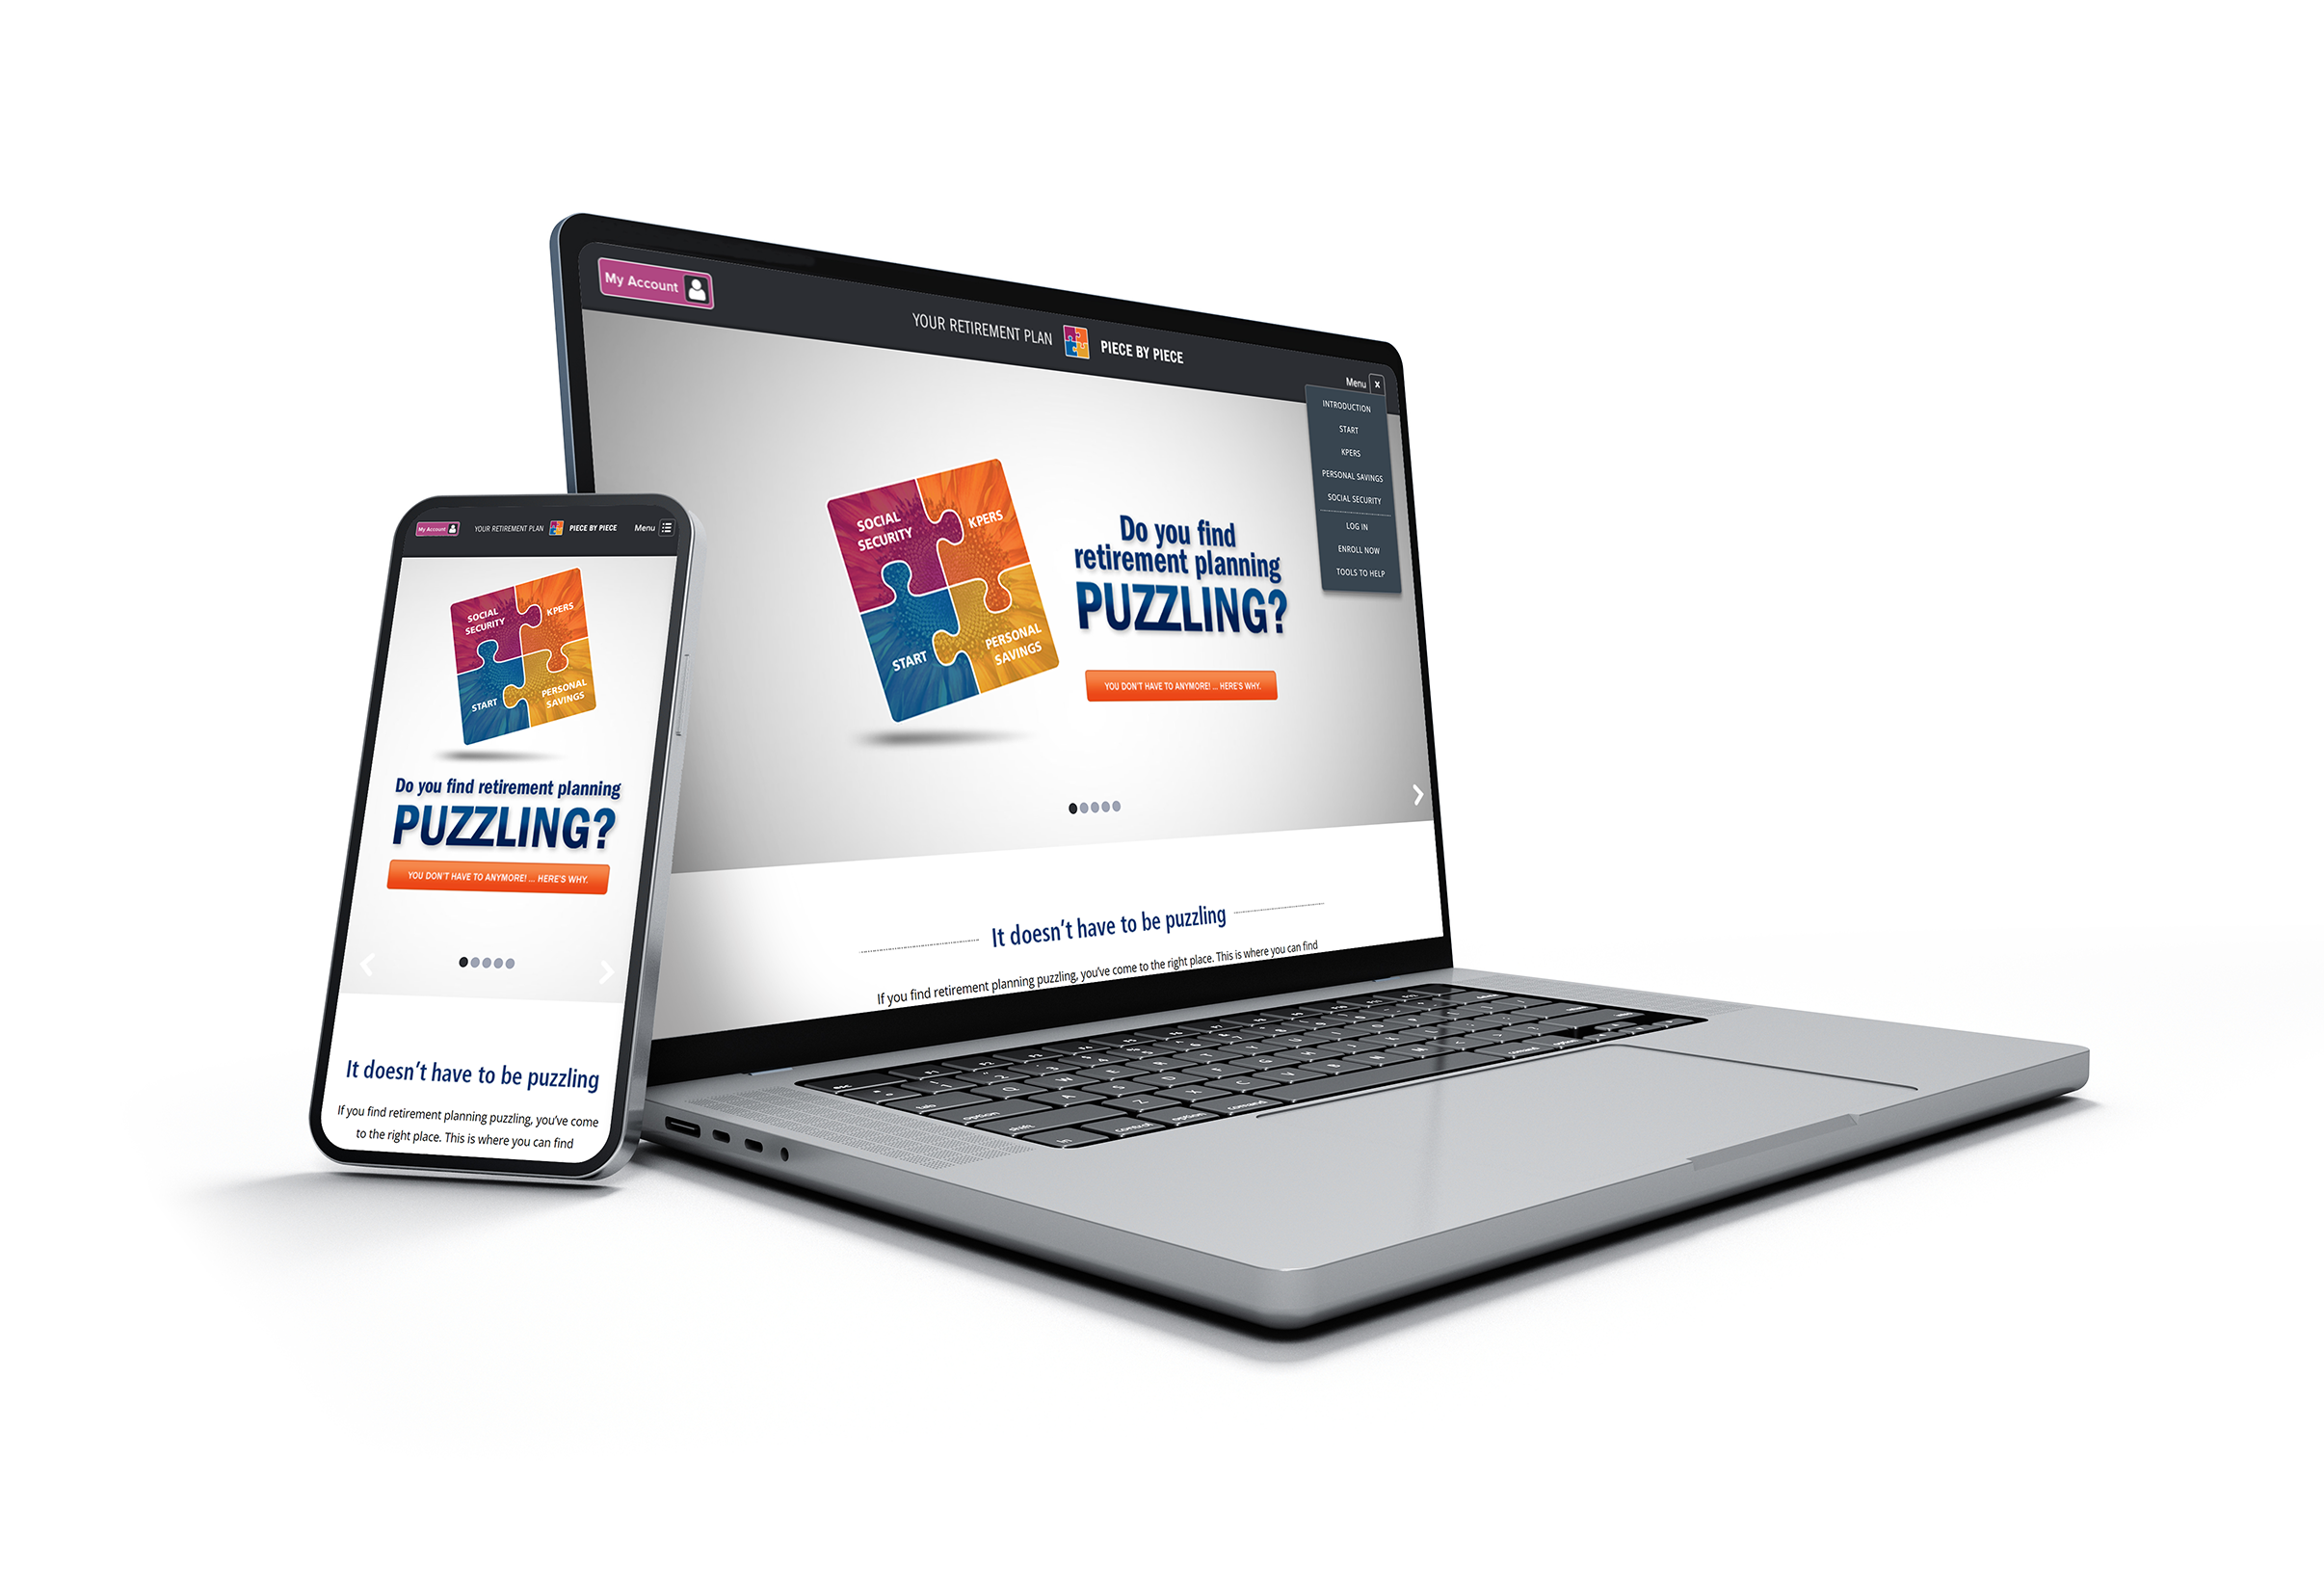 My Account
YOUR RETIREMENT PLAN PIECE BY PIECE
Menu x
INTRODUCTION
START
KPERS
PERSONAL SAVINGS
SOCIAL SECURITY
LOG IN
ENROLL NOW
TOOLS TO HELP
SOCIAL
SECURITY
KPERS
START
PERSONAL
SAVINGS
Do you find
retirement planning
PUZZLING?
YOU DON'T HAVE TO ANYMORE! ... HERE'S WHY.
It doesn't have to be puzzling
If you find retirement planning puzzling, you've come to the right place. This is where you can find
My Account
YOUR RETIREMENT PLAN PIECE BY PIECE
Menu
SOCIAL
SECURITY
KPERS
START
PERSONAL
SAVINGS
Do you find retirement planning
PUZZLING?
YOU DON'T HAVE TO ANYMORE! ... HERE'S WHY.
It doesn't have to be puzzling
If you find retirement planning puzzling, you've come
to the right place. This is where you can find